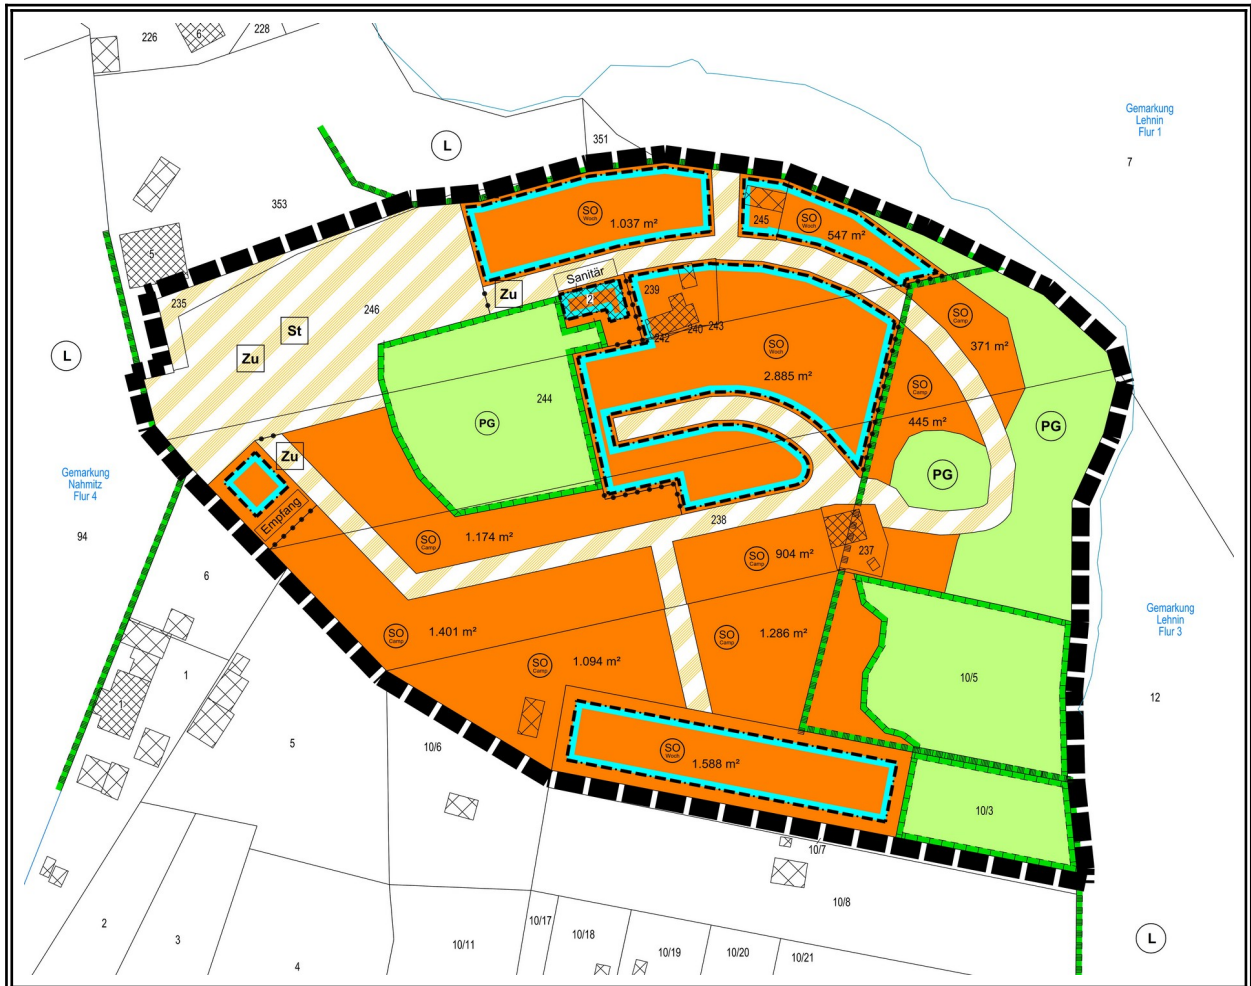 226
6
228
351
Gemarkung
Lehnin
Flur 1
7
L
353
5
235
246
SO
Woch
1.037 m²
245
SO
Woch
547 m²
Sanitär
Zu
2
239
242
240
243
SO
Camp
371 m²
St
Zu
L
SO
Woch
2.885 m²
SO
Camp
445 m²
244
PG
PG
PG
Zu
Gemarkung
Nahmitz
Flur 4
94
Empfang
238
SO
Camp
1.174 m²
SO
Camp
904 m²
237
6
SO
Camp
1.401 m²
SO
Camp
1.286 m²
SO
Camp
1.094 m²
Gemarkung
Lehnin
Flur 3
10/5
12
1
1
5
10/6
SO
Woch
1.588 m²
10/3
10/7
10/8
2
3
4
10/11
10/17
10/18
10/19
10/20
10/21
L